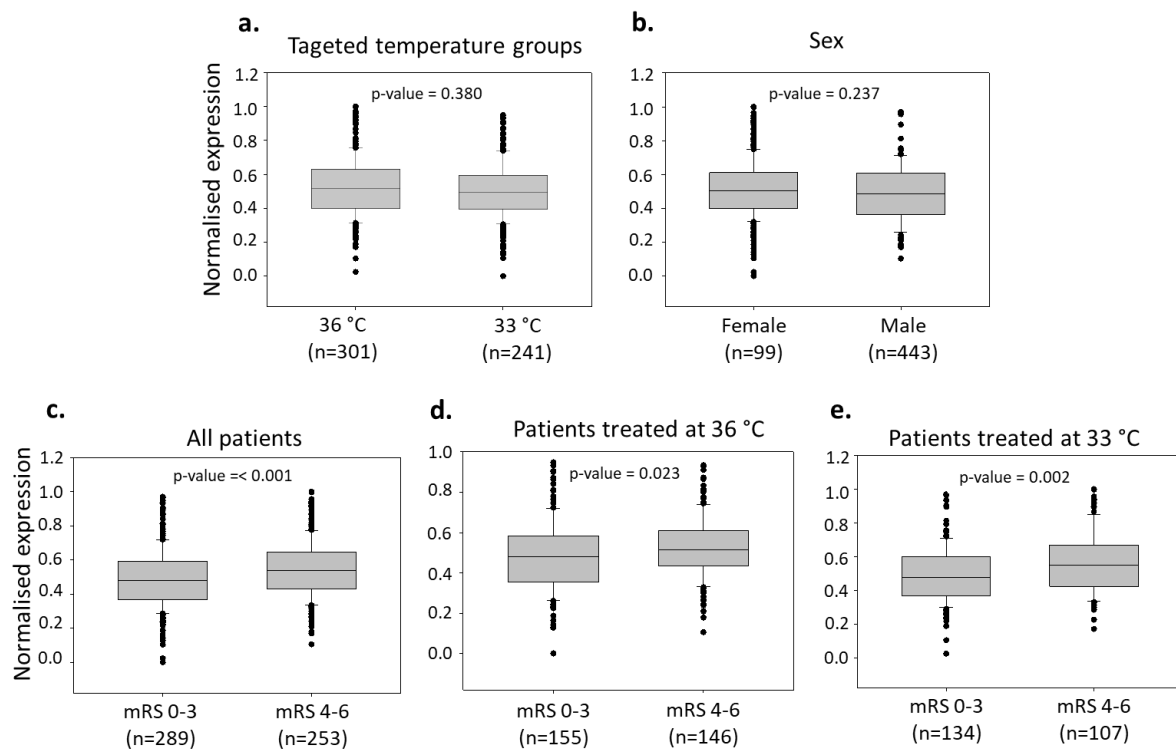 a.
Tageted temperature groups
p-value = 0.380
Normalised expression
1.2
1.0
0.8
0.6
0.4
0.2
0.0
36 °C
(n=301)
33 °C
(n=241)
b.
Sex
p-value = 0.237
1.2
1.0
0.8
0.6
0.4
0.2
0.0
Female
(n=99)
Male
(n=443)
c.
All patients
p-value =< 0.001
Normalised expression
1.2
1.0
0.8
0.6
0.4
0.2
0.0
mRS 0-3
(n=289)
mRS 4-6
(n=253)
d.
Patients treated at 36 °C
p-value = 0.023
1.0
0.8
0.6
0.4
0.2
0.0
mRS 0-3
(n=155)
mRS 4-6
(n=146)
e.
Patients treated at 33 °C
p-value = 0.002
1.2
1.0
0.8
0.6
0.4
0.2
0.0
mRS 0-3
(n=134)
mRS 4-6
(n=107)